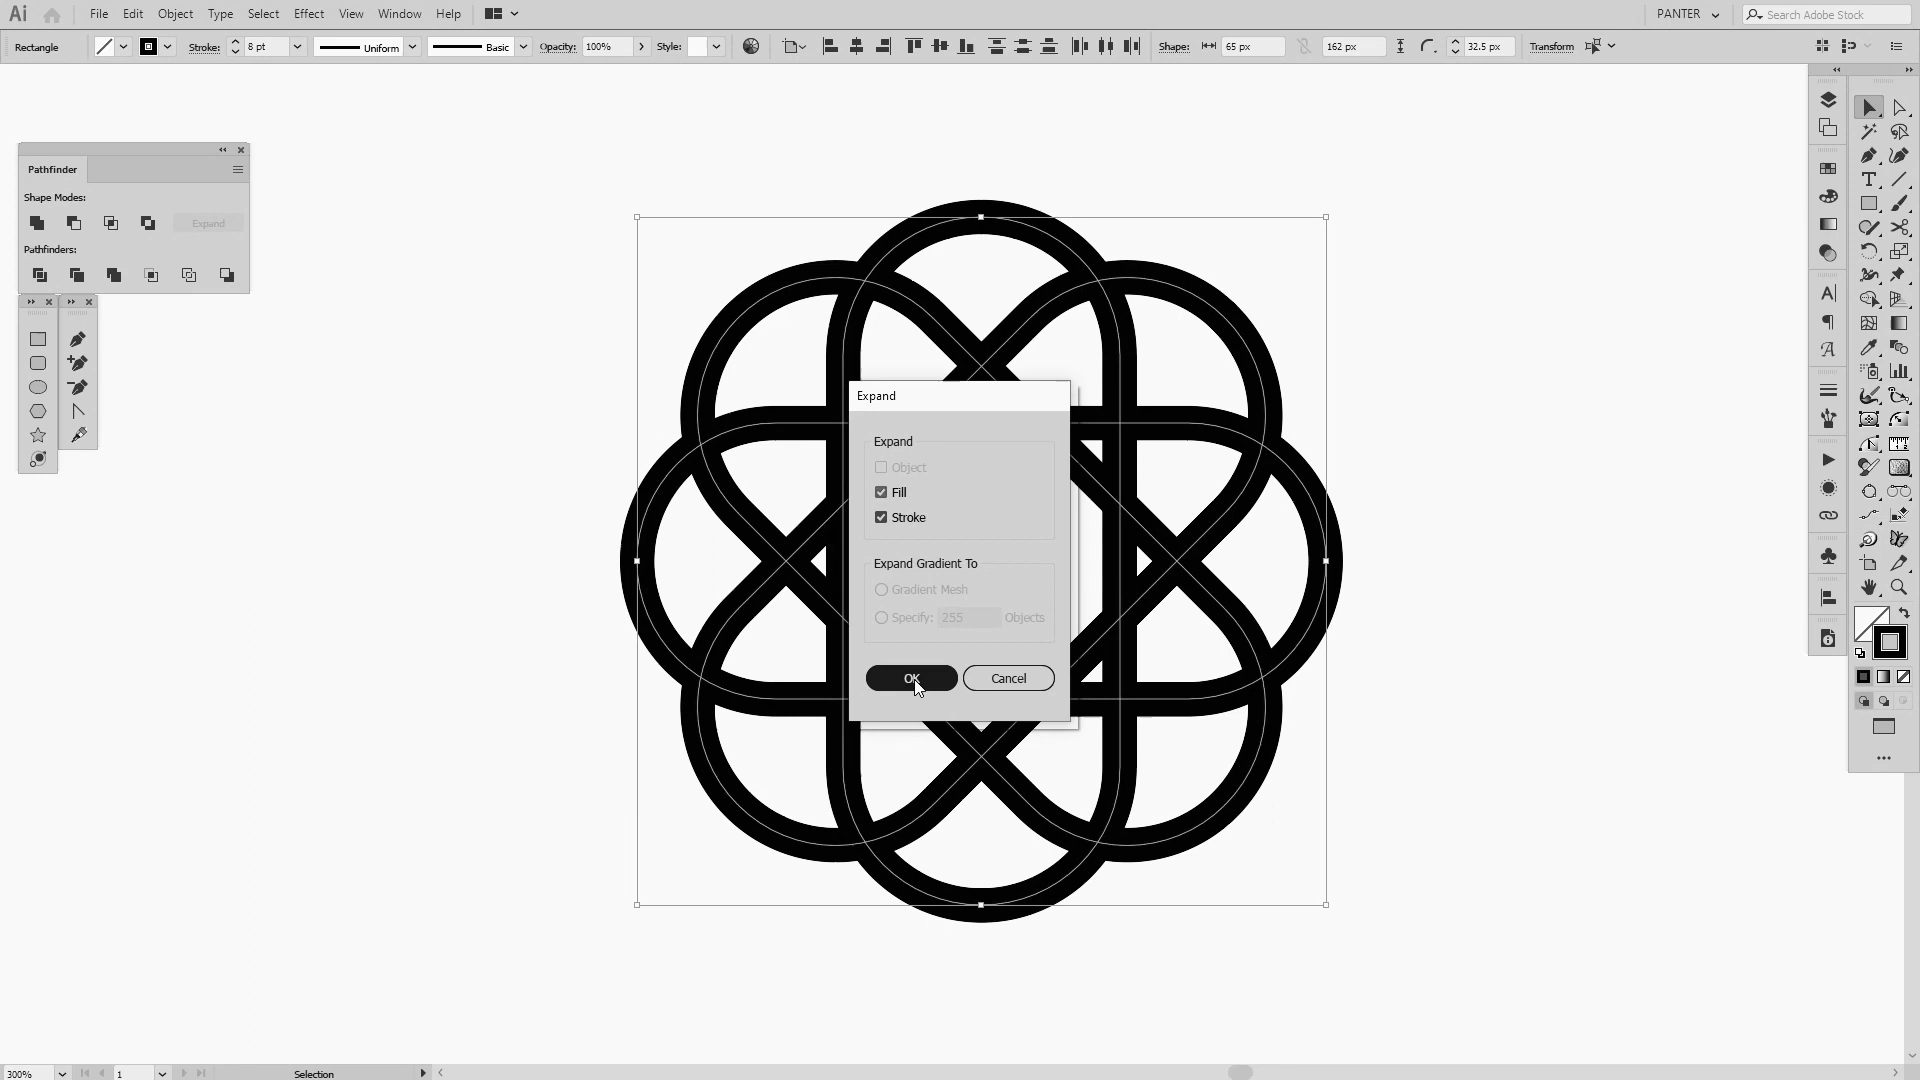 Ai File Edit Object Type Select Effect View Window Help PANTER Search Adobe Stock
Rectangle Stroke: 8 pt Uniform Basic Opacity: 100% Style: Shape: 65 px 162 px 32.5 px Transform
Pathfinder
Shape Modes:
Expand
Pathfinders:
Expand
Expand
Object
Fill
Stroke
Expand Gradient To
Gradient Mesh
Specify: 255 Objects
OK Cancel
300% 1 Selection